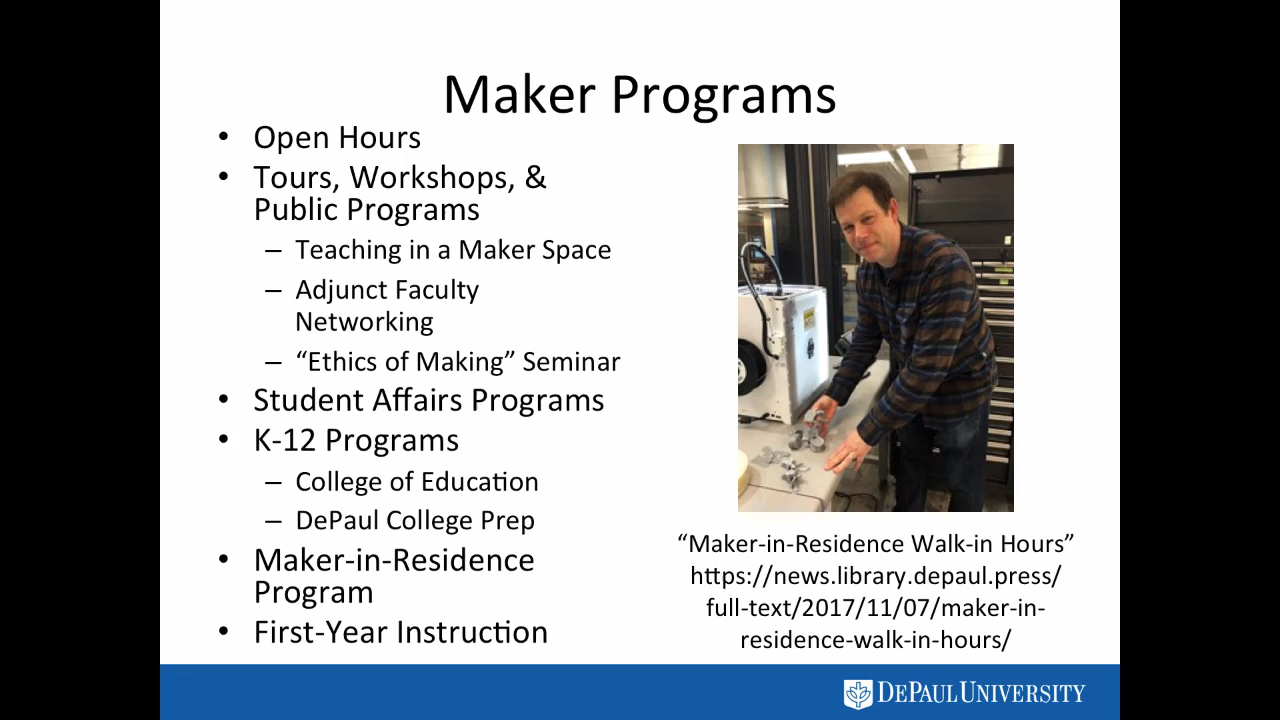 Maker Programs
• Open Hours
• Tours, Workshops, &
Public Programs
– Teaching in a Maker Space
– Adjunct Faculty
Networking
– “Ethics of Making” Seminar
• Student Affairs Programs
• K-12 Programs
– College of Education
– DePaul College Prep
• Maker-in-Residence
Program
• First-Year Instruction
“Maker-in-Residence Walk-in Hours”
https://news.library.depaul.press/
full-text/2017/11/07/maker-in-
residence-walk-in-hours/
DEPAUL UNIVERSITY